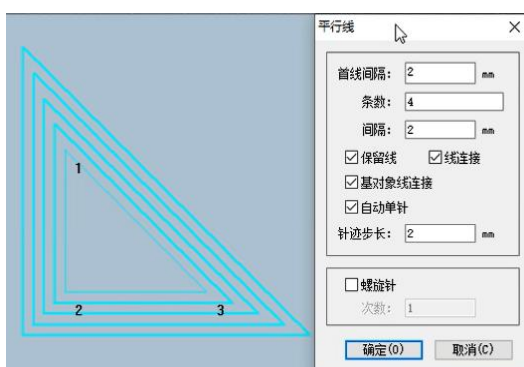 平行线
首线间隔: 2 mm
条数: 4
间隔: 2 mm
保留线 线连接
基对象线连接
自动单针
针迹步长: 2 mm
螺旋针
次数: 1
确定(O) 取消(C)
1
2 3